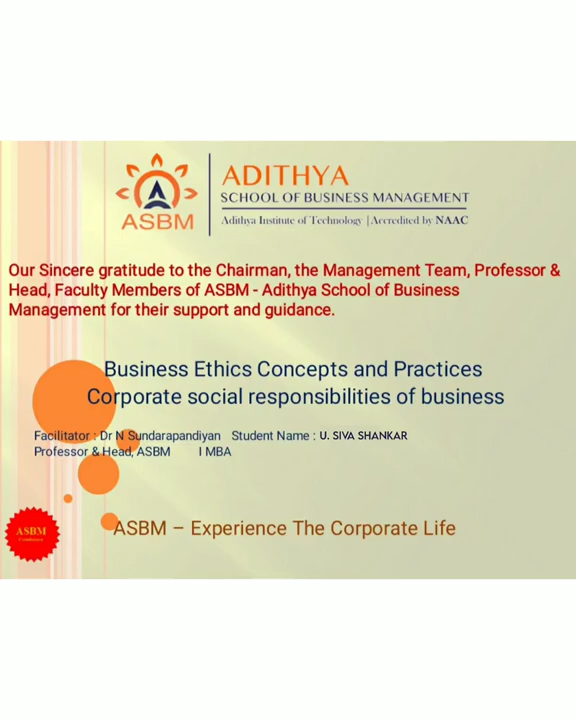 ASBM
ADITHYA
SCHOOL OF BUSINESS MANAGEMENT
Adithya Institute of Technology | Accredited by NAAC
Our Sincere gratitude to the Chairman, the Management Team, Professor &
Head, Faculty Members of ASBM - Adithya School of Business
Management for their support and guidance.
Business Ethics Concepts and Practices
Corporate social responsibilities of business
Facilitator : Dr N Sundarapandiyan Student Name : U. SIVA SHANKAR
Professor & Head, ASBM I MBA
ASBM
ASBM – Experience The Corporate Life